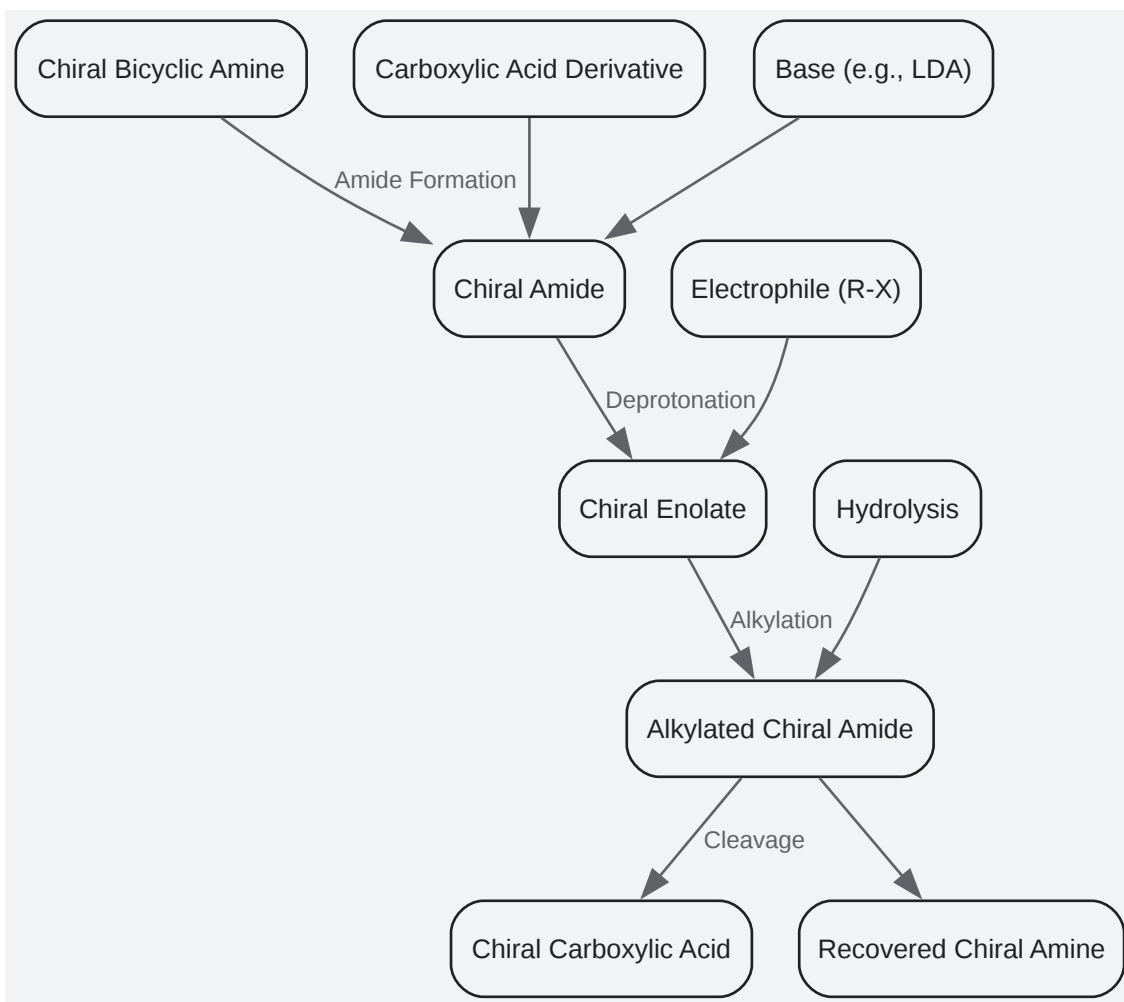 Chiral Bicyclic Amine
Carboxylic Acid Derivative
Base (e.g., LDA)
Amide Formation
Chiral Amide
Electrophile (R-X)
Deprotonation
Chiral Enolate
Hydrolysis
Alkylation
Alkylated Chiral Amide
Cleavage
Chiral Carboxylic Acid
Recovered Chiral Amine